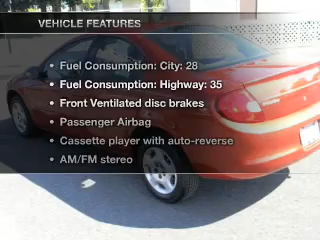 VEHICLE FEATURES
• Fuel Consumption: City: 28
• Fuel Consumption: Highway: 35
• Front Ventilated disc brakes
• Passenger Airbag
• Cassette player with auto-reverse
• AM/FM stereo